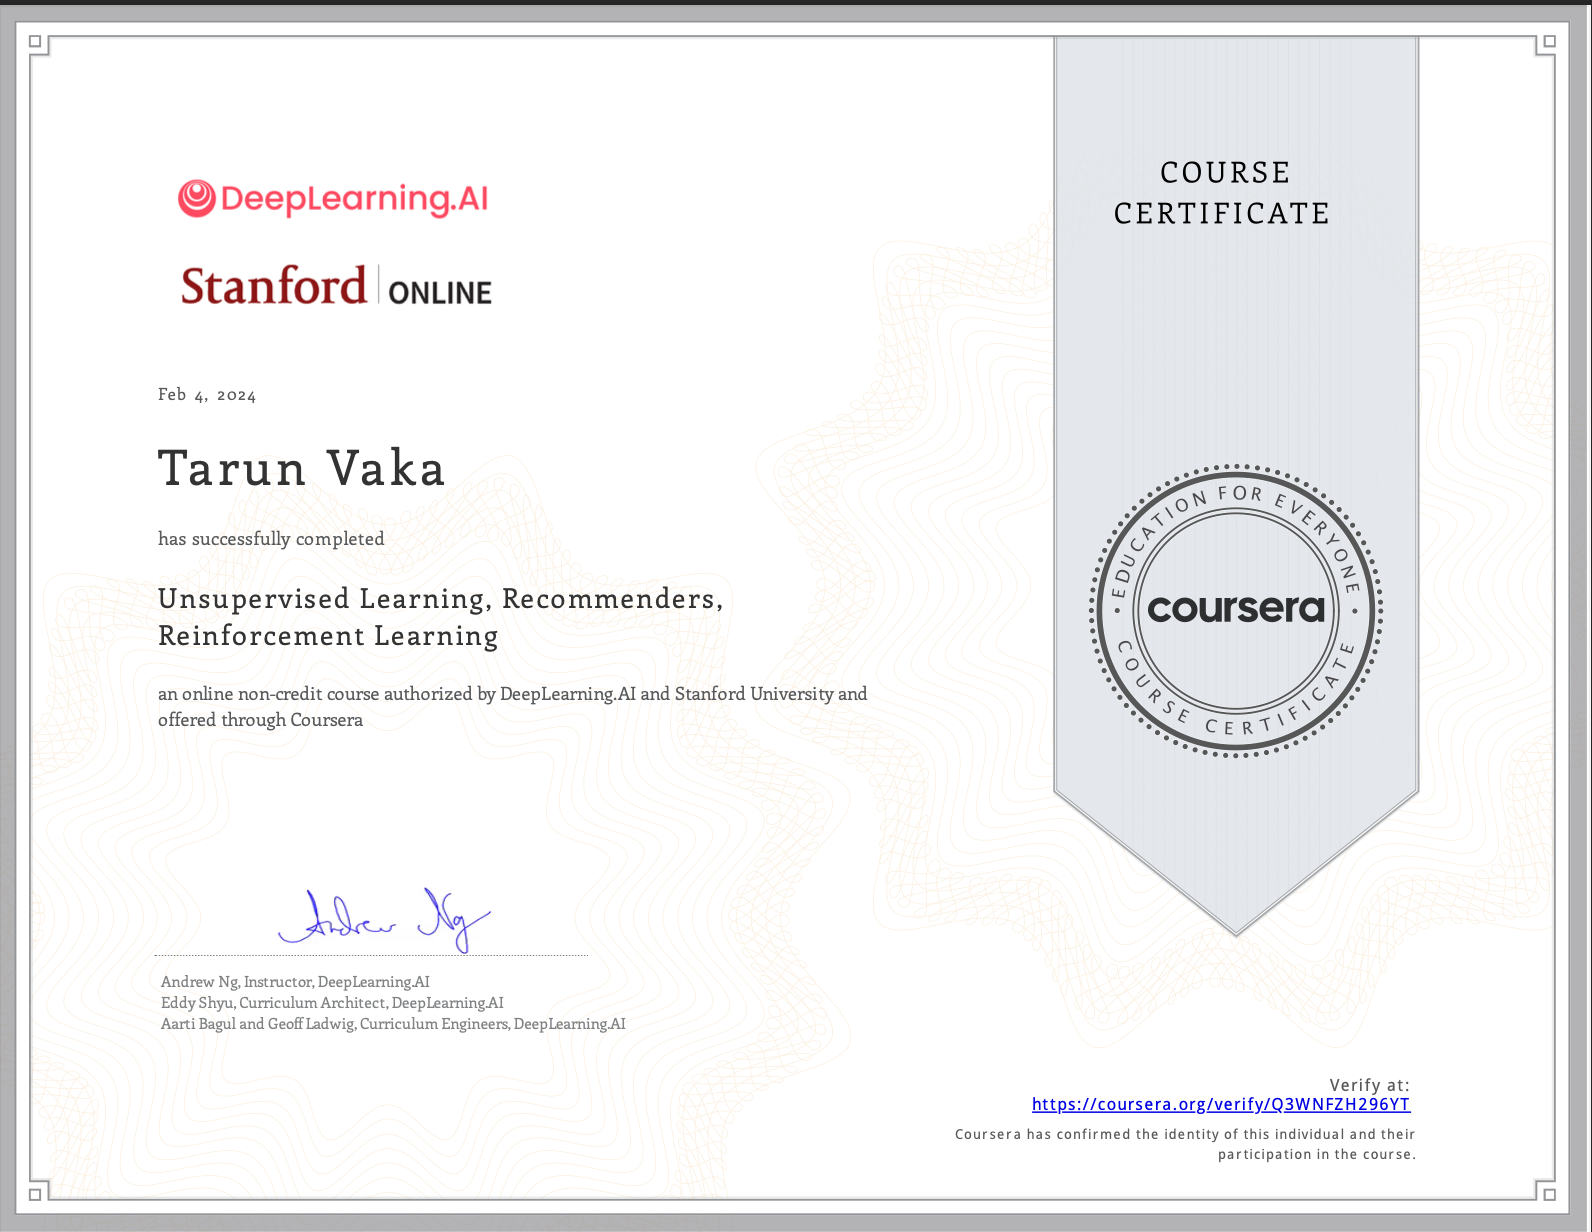 DeepLearning.AI
Stanford ONLINE
Feb 4, 2024
Tarun Vaka
has successfully completed
Unsupervised Learning, Recommenders,
Reinforcement Learning
an online non-credit course authorized by DeepLearning.AI and Stanford University and
offered through Coursera
Andrew Ng
Andrew Ng, Instructor, DeepLearning.AI
Eddy Shyu, Curriculum Architect, DeepLearning.AI
Aarti Bagul and Geoff Ladwig, Curriculum Engineers, DeepLearning.AI
COURSE
CERTIFICATE
EDUCATION FOR EVERYONE
coursera
COURSE CERTIFICATE
Verify at:
https://coursera.org/verify/Q3WNFZH296YT
Coursera has confirmed the identity of this individual and their
participation in the course.